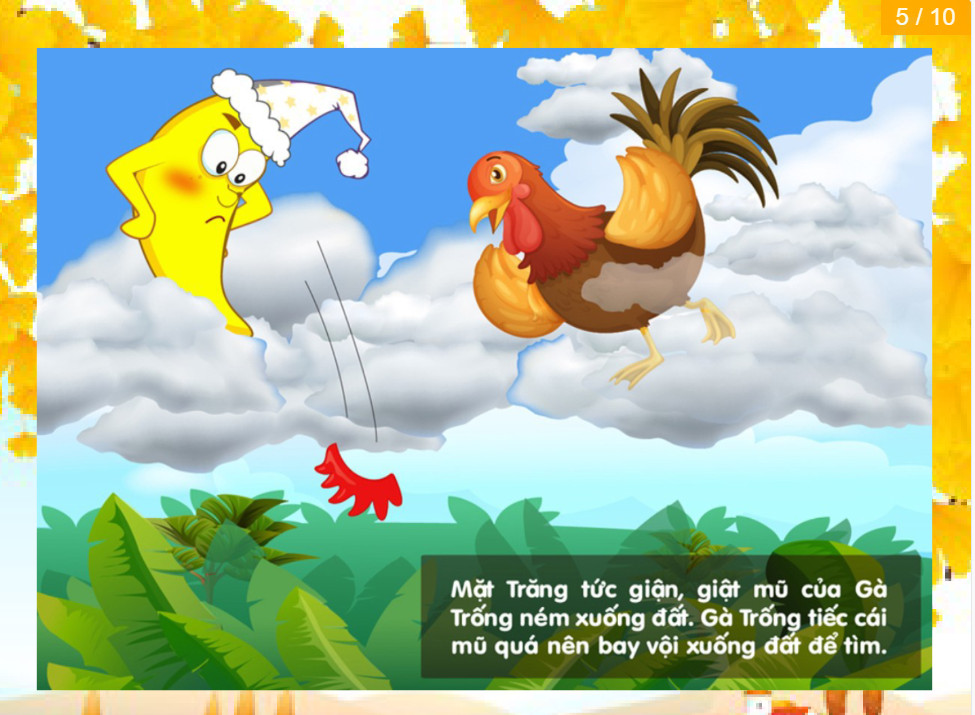 5 / 10
Mặt Trăng tức giận, giật mũ của Gà
Trống ném xuống đất. Gà Trống tiếc cái
mũ quá nên bay vội xuống đất để tìm.